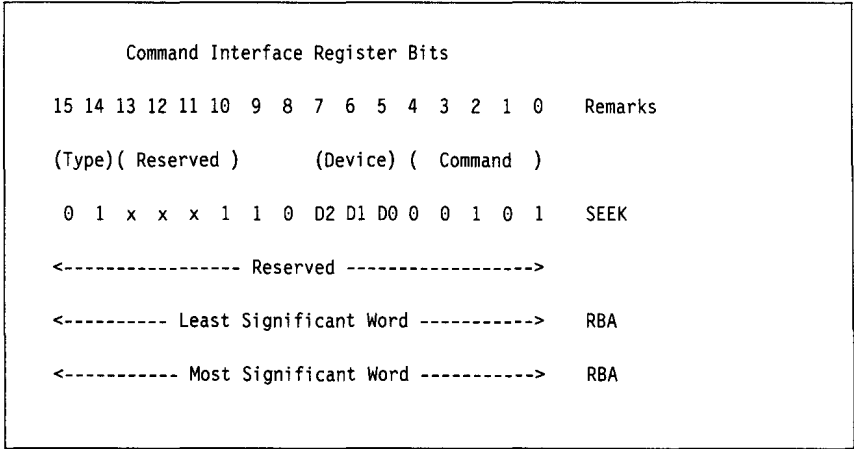 Command Interface Register Bits
15 14 13 12 11 10 9 8 7 6 5 4 3 2 1 0 Remarks
(Type)( Reserved ) (Device) ( Command )
0 1 x x x 1 1 0 D2 D1 D0 0 0 1 0 1 SEEK
<----------------- Reserved ------------------>
<---------- Least Significant Word -----------> RBA
<----------- Most Significant Word -----------> RBA